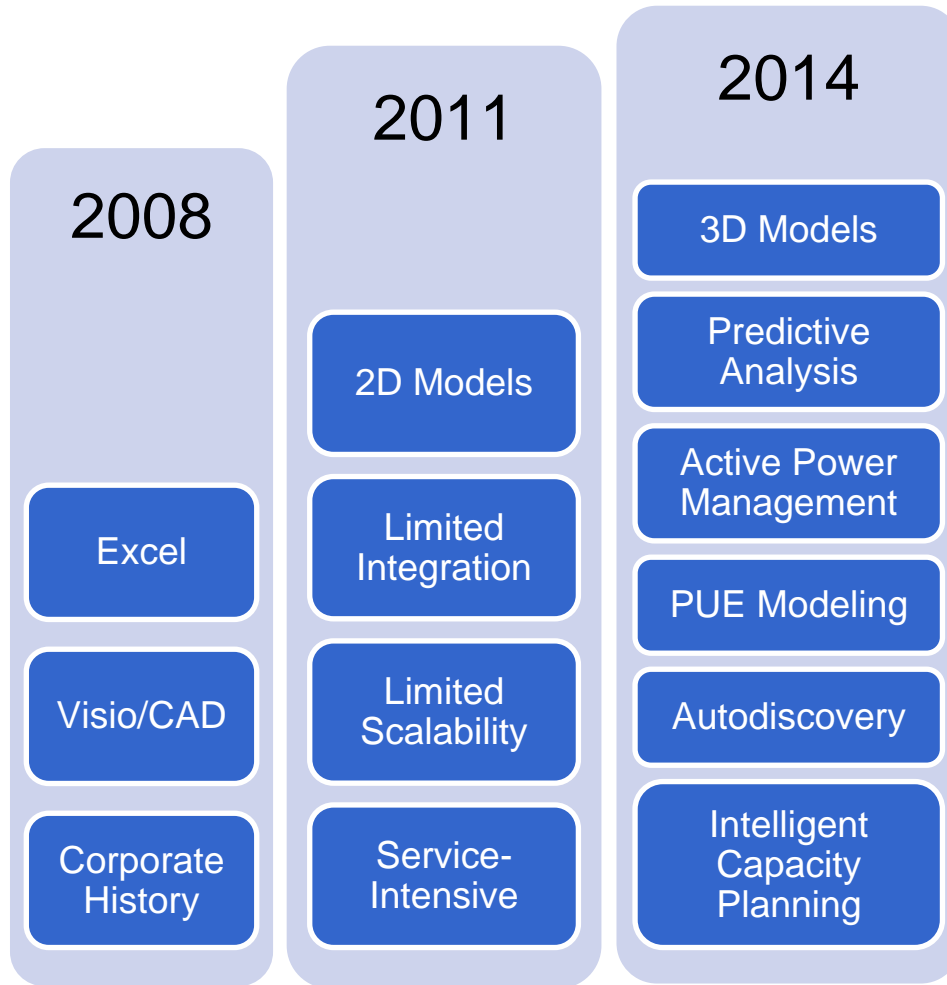 2008
Excel
Visio/CAD
Corporate
History
2011
2D Models
Limited
Integration
Limited
Scalability
Service-
Intensive
2014
3D Models
Predictive
Analysis
Active Power
Management
PUE Modeling
Autodiscovery
Intelligent
Capacity
Planning